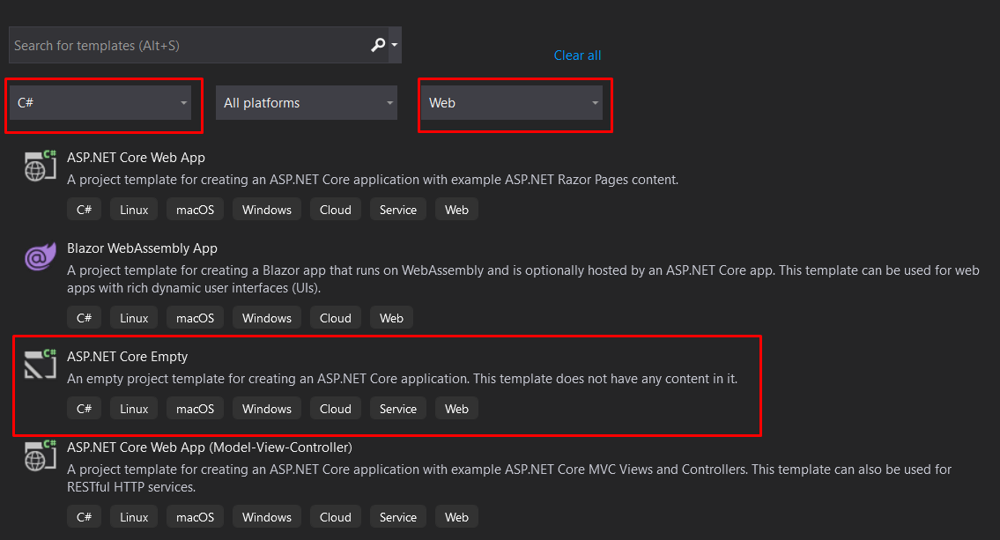 Search for templates (Alt+S)
Clear all
C#
All platforms
Web
C#
ASP.NET Core Web App
A project template for creating an ASP.NET Core application with example ASP.NET Razor Pages content.
C# Linux macOS Windows Cloud Service Web
@
Blazor WebAssembly App
A project template for creating a Blazor app that runs on WebAssembly and is optionally hosted by an ASP.NET Core app. This template can be used for web
apps with rich dynamic user interfaces (UIs).
C# Linux macOS Windows Cloud Web
C#
ASP.NET Core Empty
An empty project template for creating an ASP.NET Core application. This template does not have any content in it.
C# Linux macOS Windows Cloud Service Web
C#
ASP.NET Core Web App (Model-View-Controller)
A project template for creating an ASP.NET Core application with example ASP.NET Core MVC Views and Controllers. This template can also be used for
RESTful HTTP services.
C# Linux macOS Windows Cloud Service Web